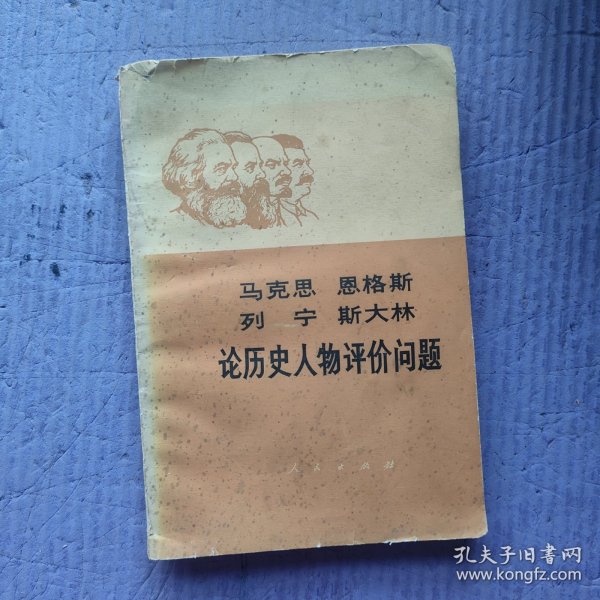 马克思 恩格斯
列宁 斯大林
论历史人物评价问题
人民出版社
孔夫子旧書网
www.kongfz.com